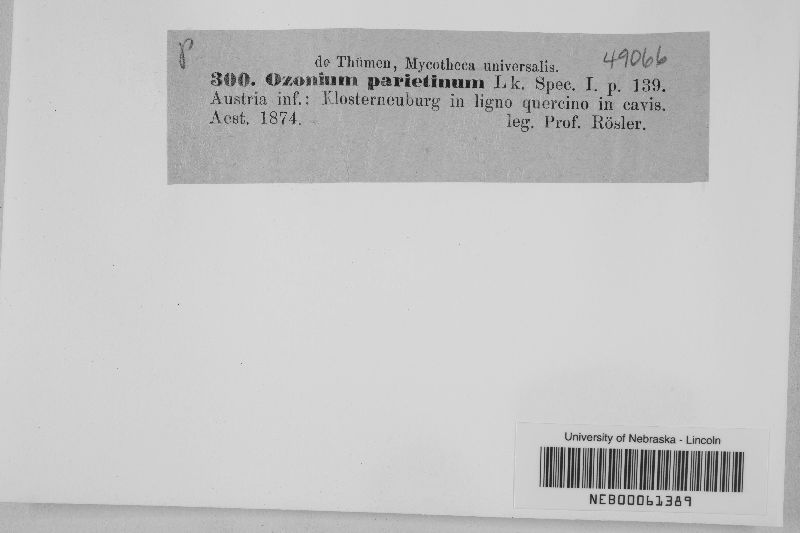 p
de Thümen, Mycotheca universalis. 49066
300. Ozonium parietinum Lk. Spec. I. p. 139.
Austria inf.: Klosterneuburg in ligno quercino in cavis.
Aest. 1874. leg. Prof. Rösler.
University of Nebraska - Lincoln
NEB00061389